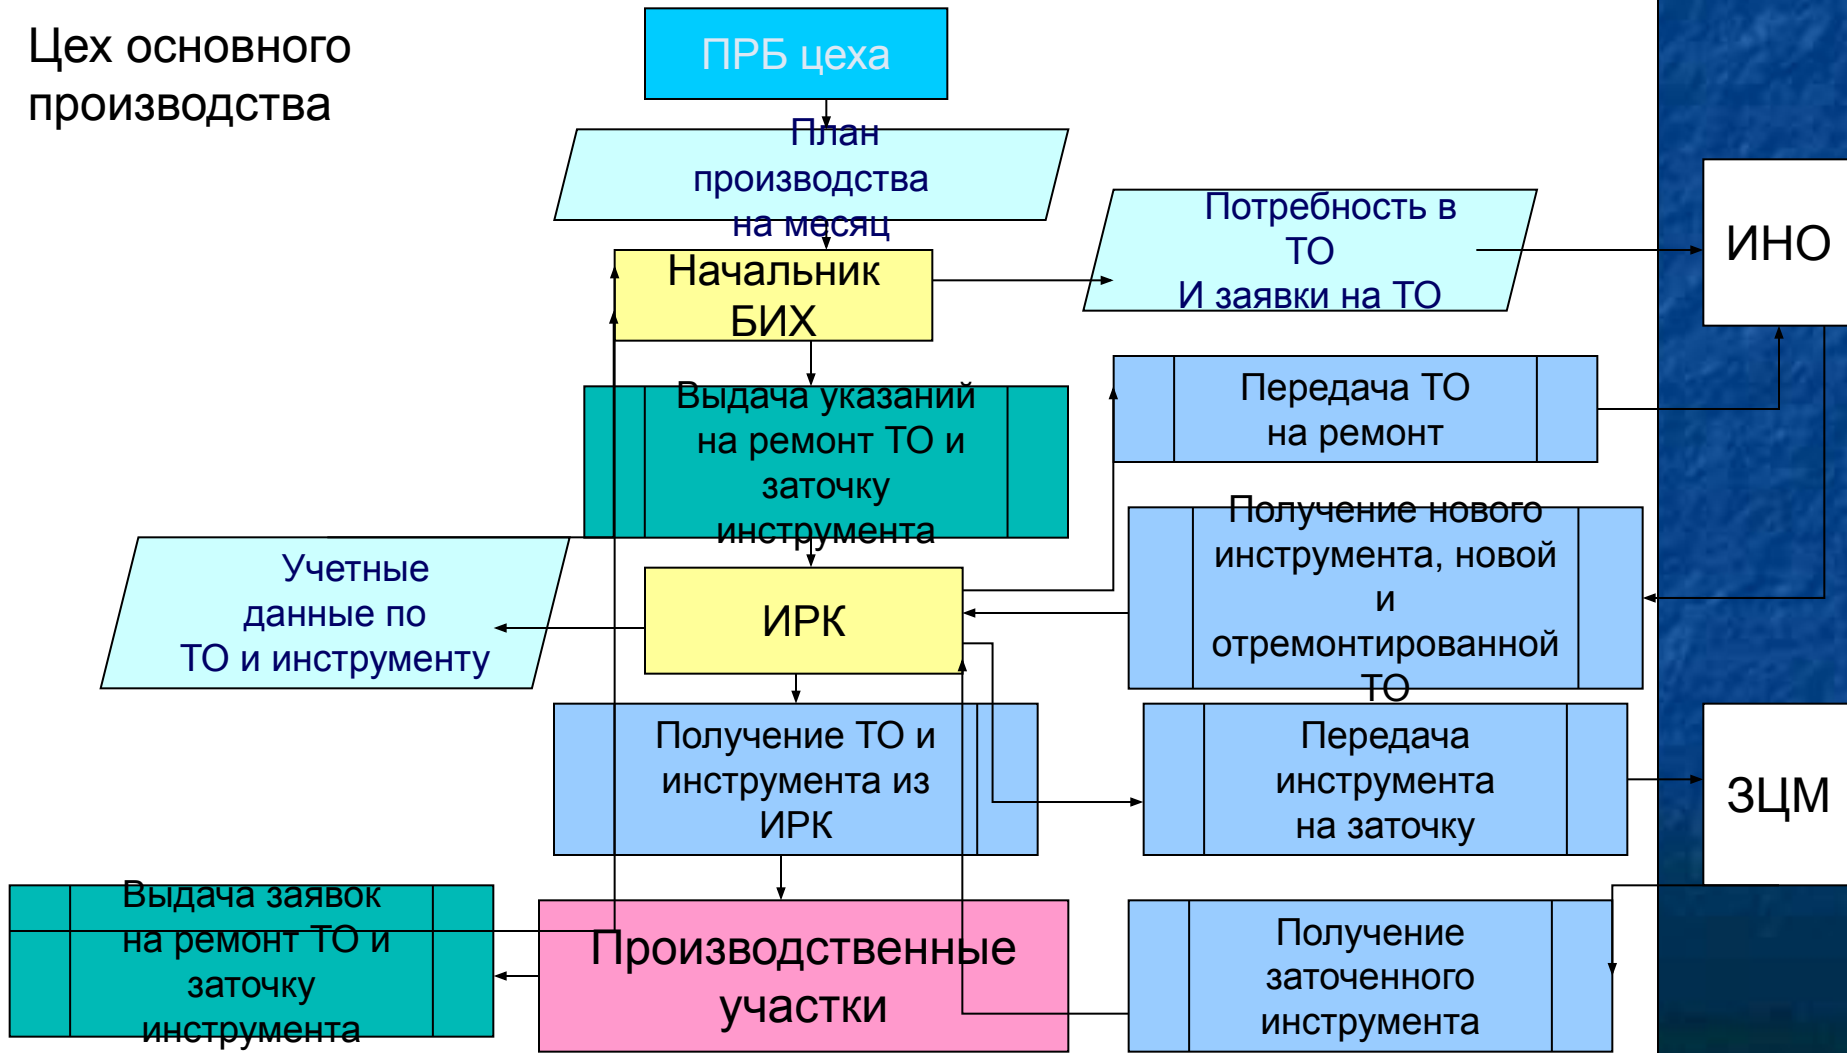 Цех основного
производства
ПРБ цеха
План
производства
на месяц
Потребность в
ТО
И заявки на ТО
ИНО
Начальник
БИХ
Выдача указаний
на ремонт ТО и
заточку
инструмента
Передача ТО
на ремонт
Получение нового
инструмента, новой
и
отремонтированной
ТО
Учетные
данные по
ТО и инструменту
ИРК
Получение ТО и
инструмента из
ИРК
Передача
инструмента
на заточку
ЗЦМ
Выдача заявок
на ремонт ТО и
заточку
инструмента
Производственные
участки
Получение
заточенного
инструмента